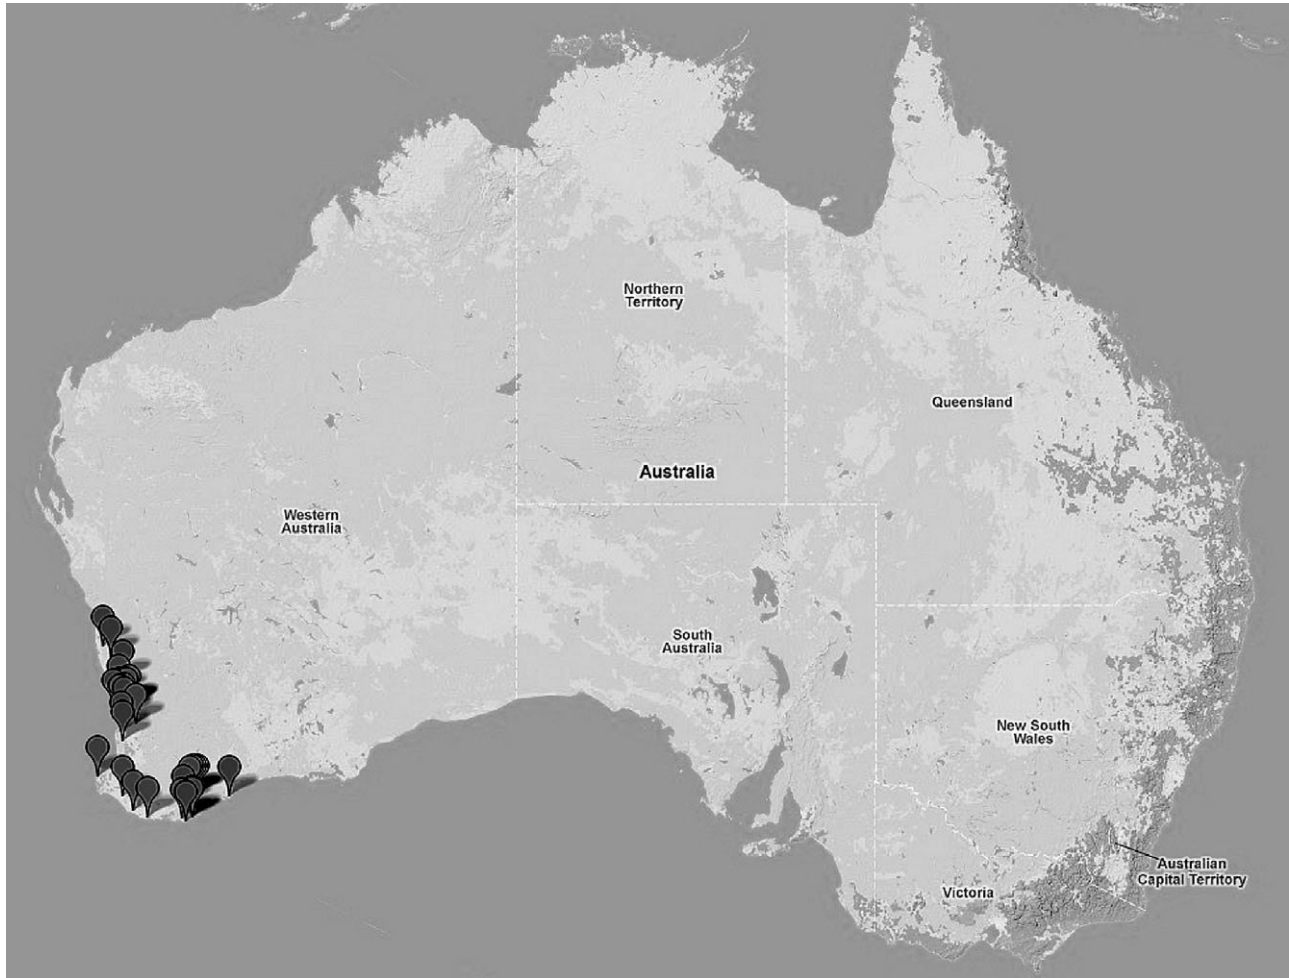 Northern
Territory
Queensland
Australia
Western
Australia
South
Australia
New South
Wales
Australian
Capital Territory
Victoria